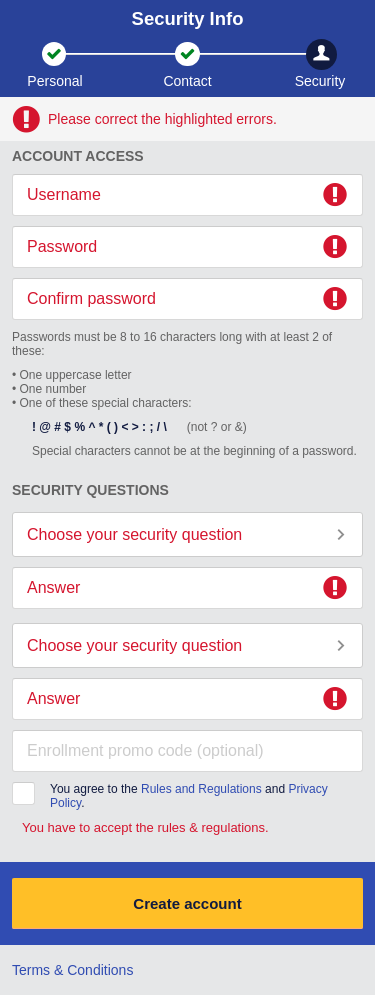 Security Info
Personal
Contact
Security
Please correct the highlighted errors.
ACCOUNT ACCESS
Username
Password
Confirm password
Passwords must be 8 to 16 characters long with at least 2 of
these:
• One uppercase letter
• One number
• One of these special characters:
! @ # $ % ^ * ( ) < > : ; / \ (not ? or &)
Special characters cannot be at the beginning of a password.
SECURITY QUESTIONS
Choose your security question
Answer
Choose your security question
Answer
Enrollment promo code (optional)
You agree to the Rules and Regulations and Privacy
Policy.
You have to accept the rules & regulations.
Create account
Terms & Conditions